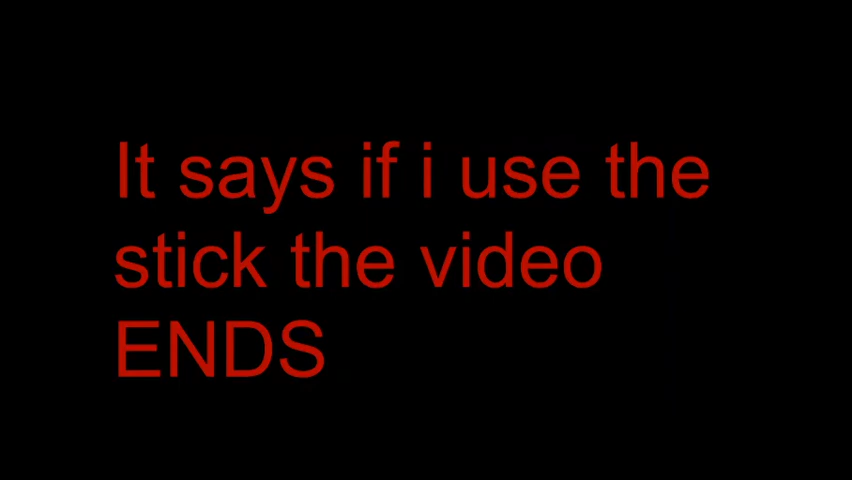 It says if i use the
stick the video
ENDS